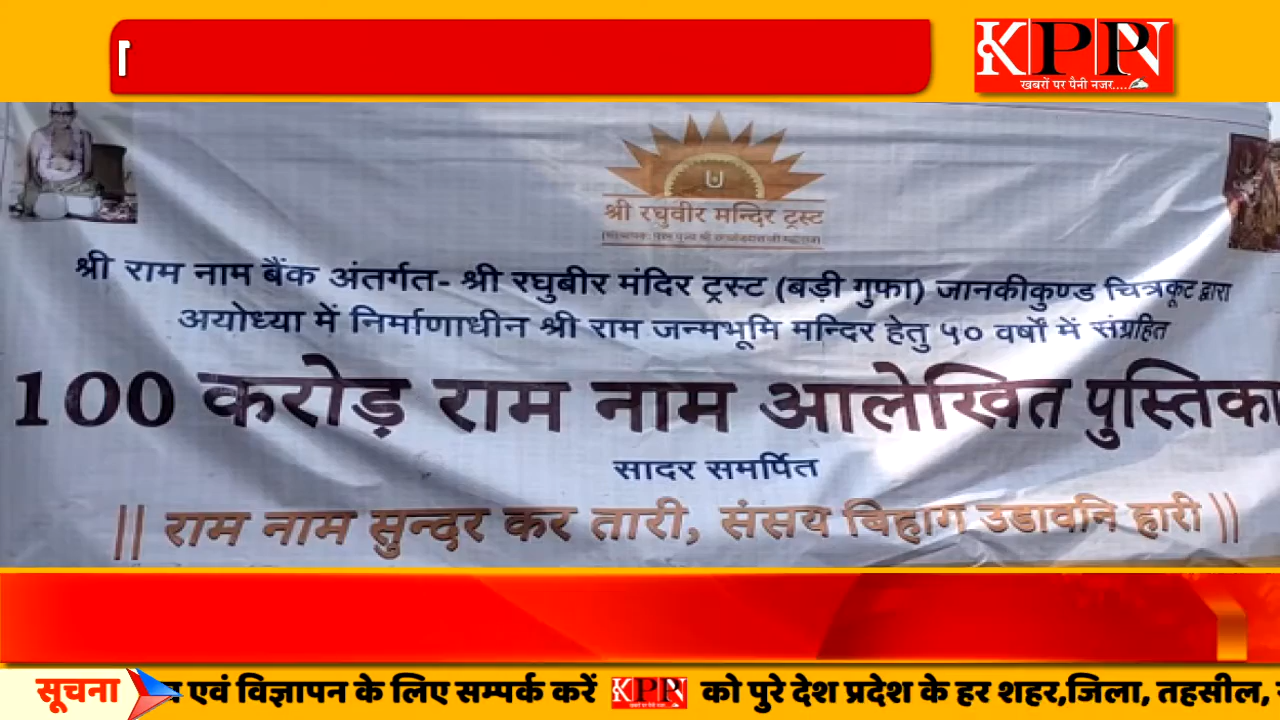 KPN
खबरों पर पैनी नजर....
श्री रघुवीर मन्दिर ट्रस्ट
श्री राम नाम बैंक अंतर्गत- श्री रघुबीर मंदिर ट्रस्ट (बड़ी गुफा) जानकीकुण्ड चित्रकूट द्वारा
अयोध्या में निर्माणाधीन श्री राम जन्मभूमि मन्दिर हेतु ५० वर्षों में संग्रहित
100 करोड़ राम नाम आलेखित पुस्तिका
सादर समर्पित
|| राम नाम सुन्दर कर तारी, संसय बिहाग उडावनि हारी ||
सूचना एवं विज्ञापन के लिए सम्पर्क करें KPN को पुरे देश प्रदेश के हर शहर,जिला, तहसील,